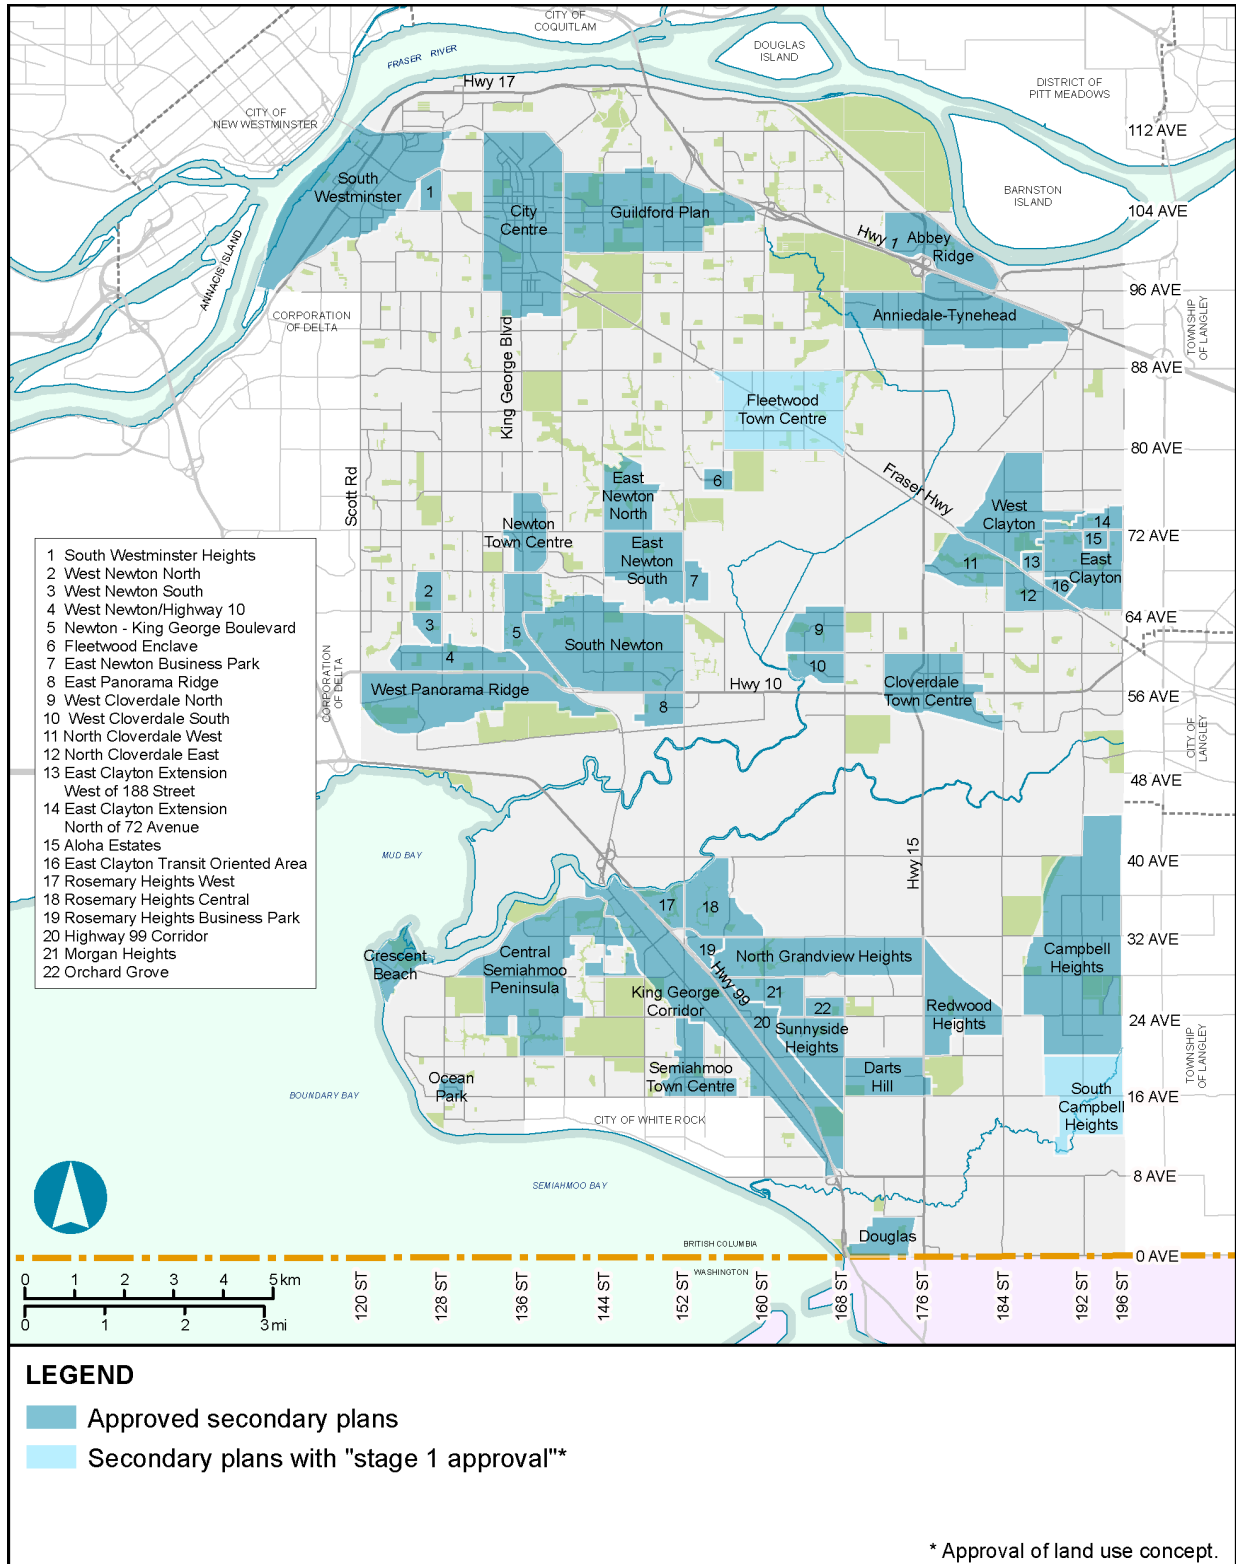 CITY OF
COQUITLAM
DOUGLAS
ISLAND
FRASER RIVER
Hwy 17
DISTRICT OF
PITT MEADOWS
CITY OF
NEW WESTMINSTER
112 AVE
South
Westminster
1
City
Centre
Guildford Plan
BARNSTON
ISLAND
104 AVE
Hwy 1
Abbey
Ridge
ANNACIS ISLAND
96 AVE
CORPORATION
OF DELTA
Anniedale-Tynehead
TOWNSHIP
OF LANGLEY
King George Blvd
88 AVE
Fleetwood
Town Centre
80 AVE
Scott Rd
East
Newton
North
6
Fraser Hwy
West
Clayton
14
Newton
Town Centre
72 AVE
15
East
Newton
South
7
11
13
East
Clayton
16
12
1 South Westminster Heights
2 West Newton North
3 West Newton South
4 West Newton/Highway 10
5 Newton - King George Boulevard
6 Fleetwood Enclave
7 East Newton Business Park
8 East Panorama Ridge
9 West Cloverdale North
10 West Cloverdale South
11 North Cloverdale West
12 North Cloverdale East
13 East Clayton Extension
West of 188 Street
14 East Clayton Extension
North of 72 Avenue
15 Aloha Estates
16 East Clayton Transit Oriented Area
17 Rosemary Heights West
18 Rosemary Heights Central
19 Rosemary Heights Business Park
20 Highway 99 Corridor
21 Morgan Heights
22 Orchard Grove
2
3
5
4
South Newton
9
10
64 AVE
CORPORATION
OF DELTA
West Panorama Ridge
Hwy 10
8
Cloverdale
Town Centre
56 AVE
CITY OF
LANGLEY
48 AVE
MUD BAY
Hwy 15
40 AVE
17
18
Crescent
Beach
Central
Semiahmoo
Peninsula
19
North Grandview Heights
32 AVE
Campbell
Heights
King George
Corridor
Hwy 99
21
22
20
Sunnyside
Heights
Redwood
Heights
24 AVE
TOWNSHIP
OF LANGLEY
Ocean
Park
Semiahmoo
Town Centre
Darts
Hill
South
Campbell
Heights
16 AVE
BOUNDARY BAY
CITY OF WHITE ROCK
SEMIAHMOO BAY
8 AVE
Douglas
BRITISH COLUMBIA
WASHINGTON
0 AVE
0 1 2 3 4 5 km
0 1 2 3 mi
120 ST
128 ST
136 ST
144 ST
152 ST
160 ST
168 ST
176 ST
184 ST
192 ST
196 ST
LEGEND
Approved secondary plans
Secondary plans with "stage 1 approval"*
* Approval of land use concept.